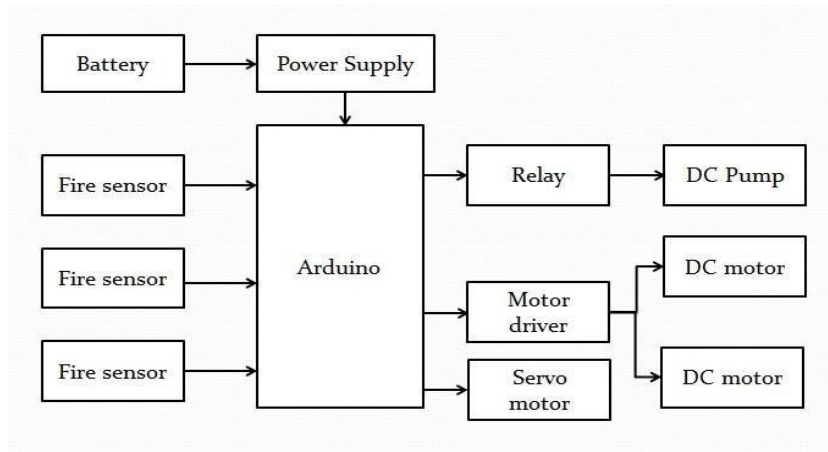 Battery
Power Supply
Fire sensor
Relay
DC Pump
Fire sensor
Arduino
DC motor
Motor
driver
Fire sensor
Servo
motor
DC motor